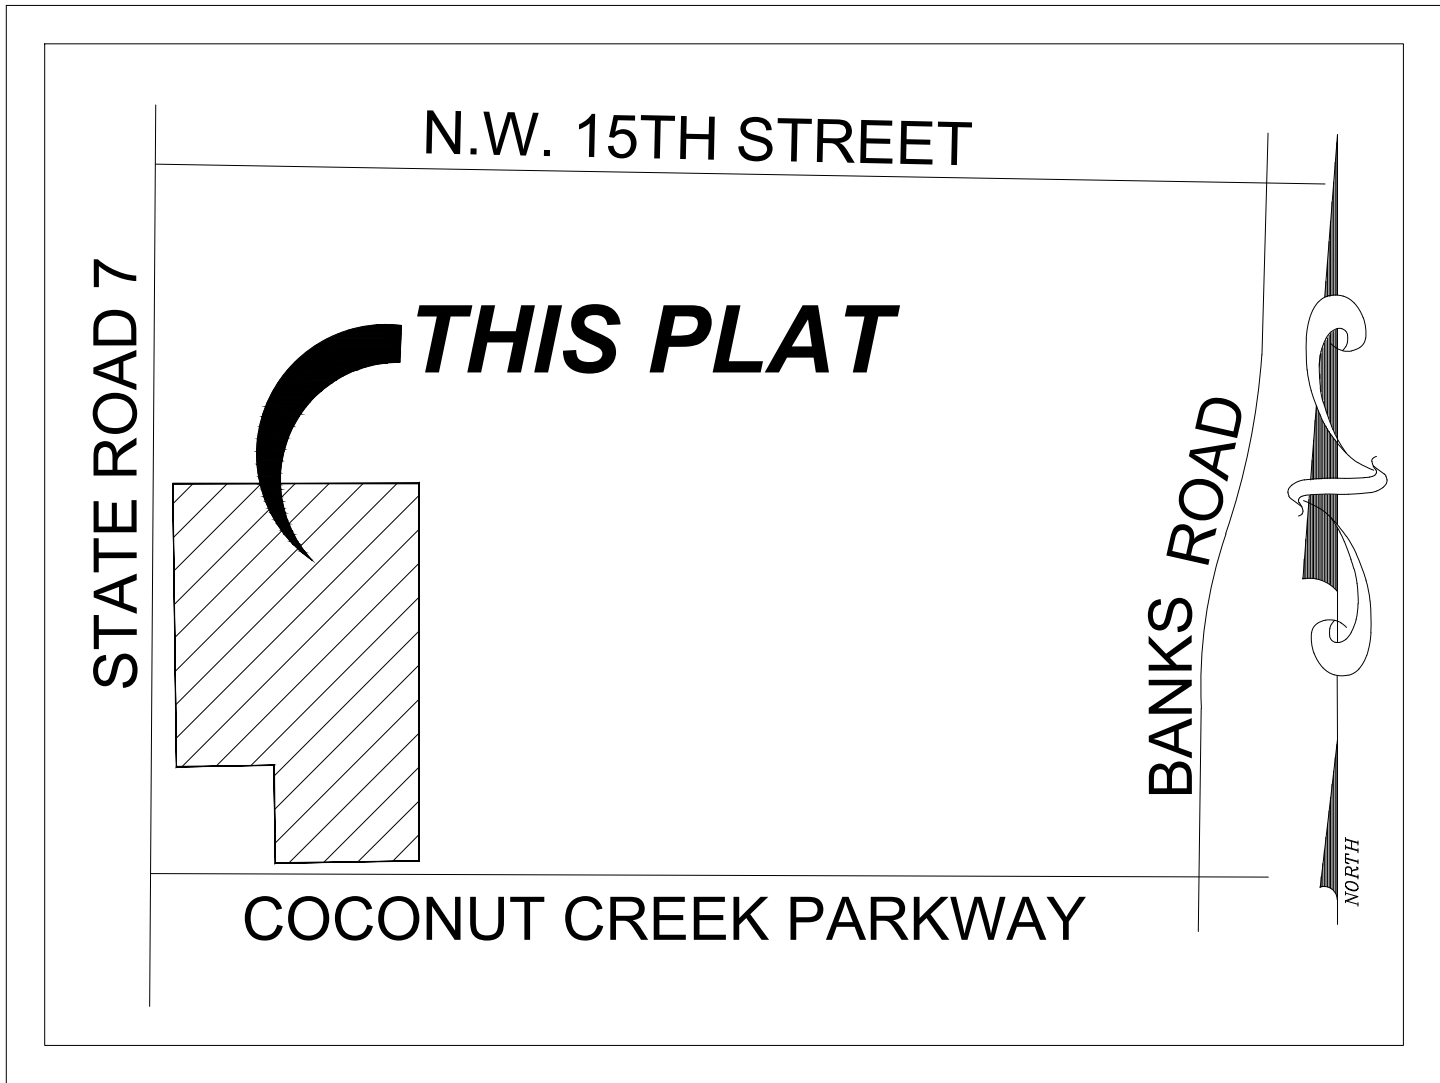 N.W. 15TH STREET
STATE ROAD 7
THIS PLAT
BANKS ROAD
COCONUT CREEK PARKWAY
NORTH